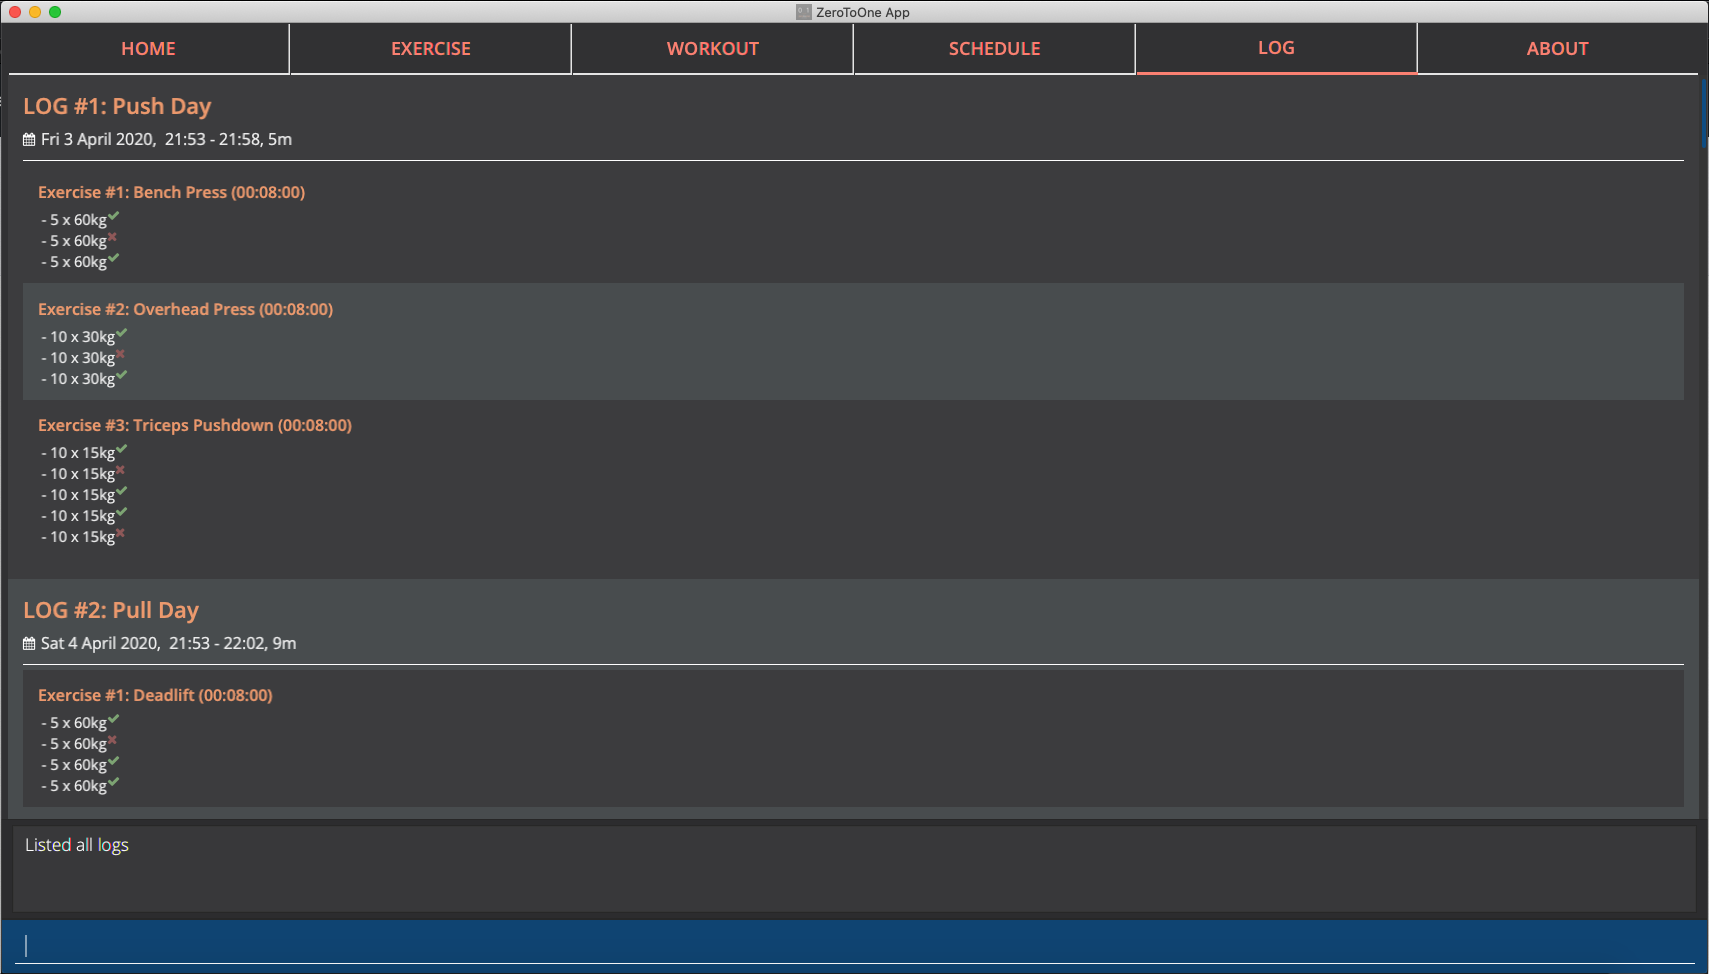 ZeroToOne App
HOME EXERCISE WORKOUT SCHEDULE LOG ABOUT
LOG #1: Push Day
Fri 3 April 2020, 21:53 - 21:58, 5m
Exercise #1: Bench Press (00:08:00)
- 5 x 60kg
- 5 x 60kg
- 5 x 60kg
Exercise #2: Overhead Press (00:08:00)
- 10 x 30kg
- 10 x 30kg
- 10 x 30kg
Exercise #3: Triceps Pushdown (00:08:00)
- 10 x 15kg
- 10 x 15kg
- 10 x 15kg
- 10 x 15kg
- 10 x 15kg
LOG #2: Pull Day
Sat 4 April 2020, 21:53 - 22:02, 9m
Exercise #1: Deadlift (00:08:00)
- 5 x 60kg
- 5 x 60kg
- 5 x 60kg
- 5 x 60kg
Listed all logs